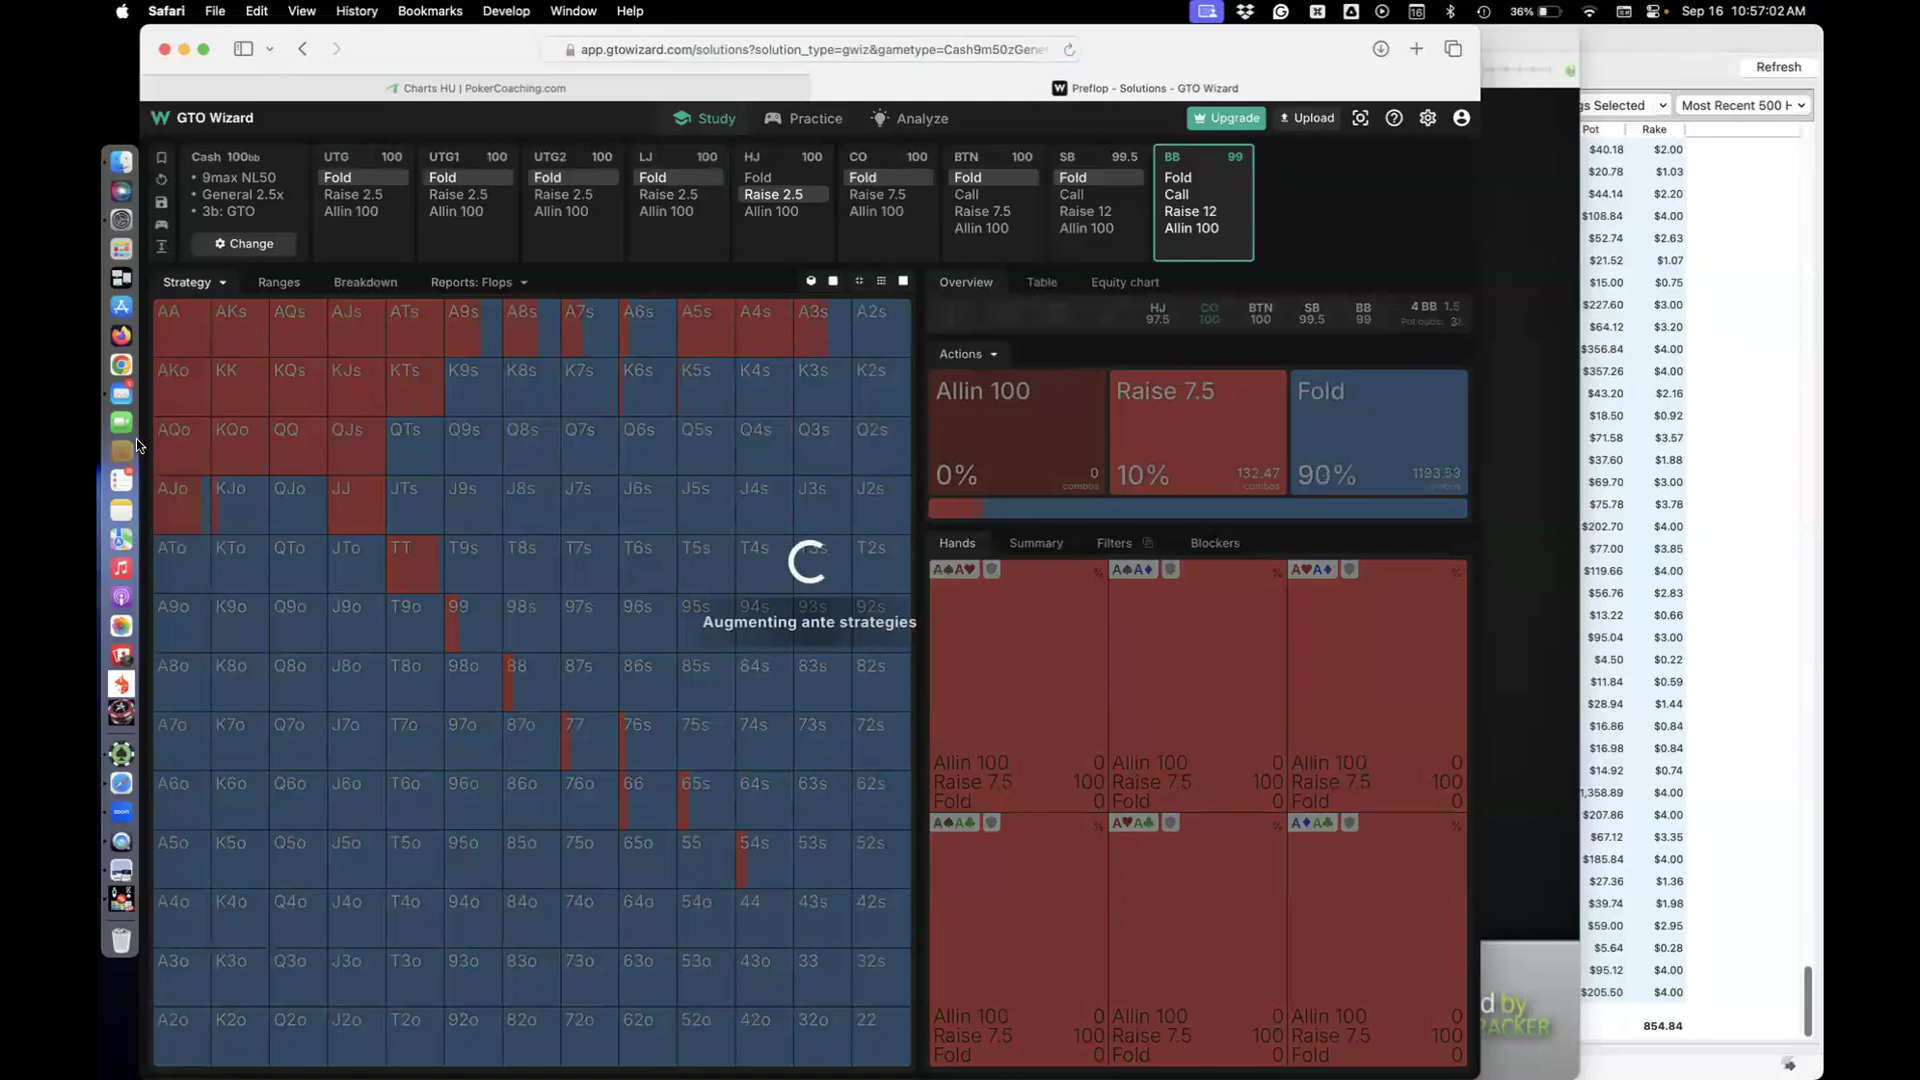 Safari File Edit View History Bookmarks Develop Window Help 16 36% Sep 16 10:57:02 AM
app.gtowizard.com/solutions?solution_type=gwiz&gametype=Cash9m50zGene
Charts HU | PokerCoaching.com
Preflop - Solutions - GTO Wizard
GTO Wizard
Study
Practice
Analyze
Upgrade
Upload
Cash 100bb
• 9max NL50
• General 2.5x
• 3b: GTO
Change
UTG 100
Fold
Raise 2.5
Allin 100
UTG1 100
Fold
Raise 2.5
Allin 100
UTG2 100
Fold
Raise 2.5
Allin 100
LJ 100
Fold
Raise 2.5
Allin 100
HJ 100
Fold
Raise 2.5
Allin 100
CO 100
Fold
Raise 7.5
Allin 100
BTN 100
Fold
Call
Raise 7.5
Allin 100
SB 99.5
Fold
Call
Raise 12
Allin 100
BB 99
Fold
Call
Raise 12
Allin 100
Strategy Ranges Breakdown Reports: Flops
AA AKs AQs AJs ATs A9s A8s A7s A6s A5s A4s A3s A2s
AKo KK KQs KJs KTs K9s K8s K7s K6s K5s K4s K3s K2s
AQo KQo QQ QJs QTs Q9s Q8s Q7s Q6s Q5s Q4s Q3s Q2s
AJo KJo QJo JJ JTs J9s J8s J7s J6s J5s J4s J3s J2s
ATo KTo QTo JTo TT T9s T8s T7s T6s T5s T4s T2s
A9o K9o Q9o J9o T9o 99 98s 97s 96s 95s 94s 93s 92s
Augmenting ante strategies
A8o K8o Q8o J8o T8o 98o 88 87s 86s 85s 84s 83s 82s
A7o K7o Q7o J7o T7o 97o 87o 77 76s 75s 74s 73s 72s
A6o K6o Q6o J6o T6o 96o 86o 76o 66 65s 64s 63s 62s
A5o K5o Q5o J5o T5o 95o 85o 75o 65o 55 54s 53s 52s
A4o K4o Q4o J4o T4o 94o 84o 74o 64o 54o 44 43s 42s
A3o K3o Q3o J3o T3o 93o 83o 73o 63o 53o 43o 33 32s
A2o K2o Q2o J2o T2o 92o 82o 72o 62o 52o 42o 32o 22
Overview Table Equity chart
HJ CO BTN SB BB 4 BB 1.5
97.5 100 100 99.5 99 Pot odds:
Actions
Allin 100
0%
0
combos
Raise 7.5
10%
132.47
combos
Fold
90%
1193.53
combos
Hands Summary Filters Blockers
A♠A♥ % A♠A♦ % A♥A♦ %
Allin 100 0 Allin 100 0 Allin 100 0
Raise 7.5 100 Raise 7.5 100 Raise 7.5 100
Fold 0 Fold 0 Fold 0
A♠A♣ % A♥A♣ % A♦A♣ %
Allin 100 0 Allin 100 0 Allin 100 0
Raise 7.5 100 Raise 7.5 100 Raise 7.5 100
Fold 0 Fold 0 Fold 0
Refresh
gs Selected
Most Recent 500 H
Pot Rake
$40.18 $2.00
$20.78 $1.03
$44.14 $2.20
$108.84 $4.00
$52.74 $2.63
$21.52 $1.07
$15.00 $0.75
$227.60 $3.00
$64.12 $3.20
$356.84 $4.00
$357.26 $4.00
$43.20 $2.16
$18.50 $0.92
$71.58 $3.57
$37.60 $1.88
$69.70 $3.00
$75.78 $3.78
$202.70 $4.00
$77.00 $3.85
$119.66 $4.00
$56.76 $2.83
$13.22 $0.66
$95.04 $3.00
$4.50 $0.22
$11.84 $0.59
$28.94 $1.44
$16.86 $0.84
$16.98 $0.84
$14.92 $0.74
1,358.89 $4.00
$207.86 $4.00
$67.12 $3.35
$185.84 $4.00
$27.36 $1.36
$39.74 $1.98
$59.00 $2.95
$5.64 $0.28
$95.12 $4.00
$205.50 $4.00
854.84
d by
RACKER